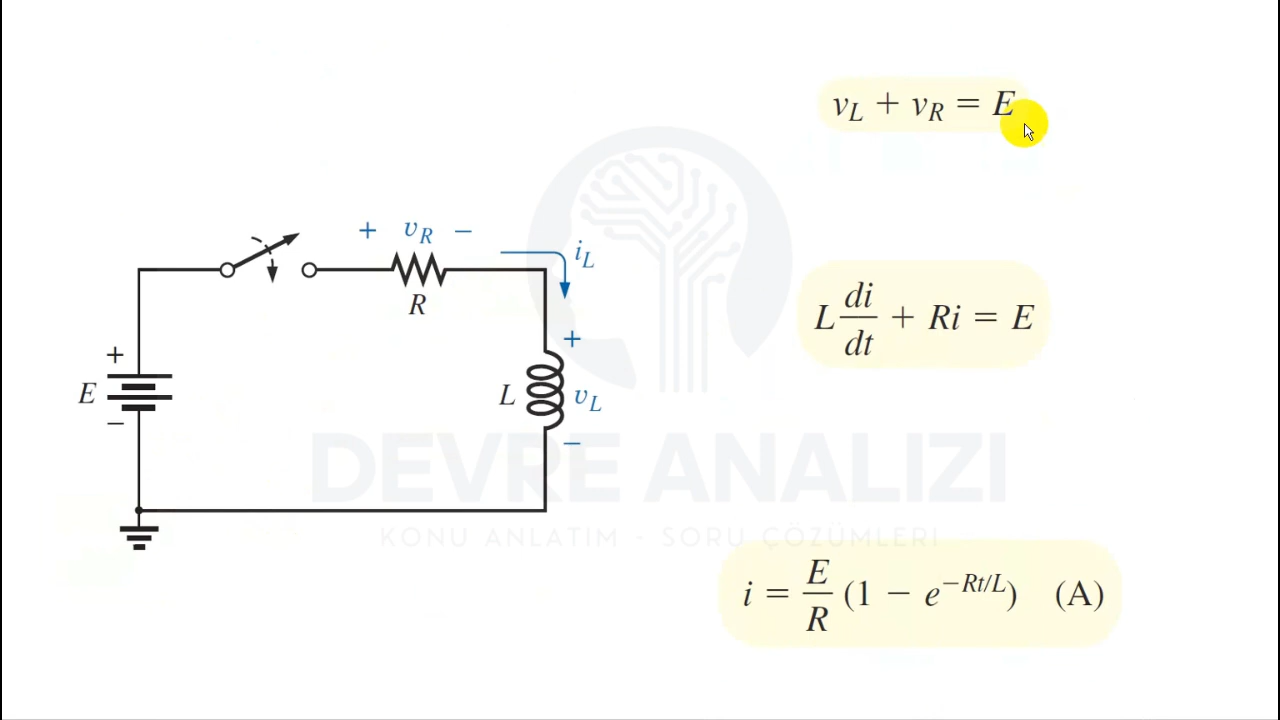 v_L + v_R = E
+ v_R −
i_L
R
L di/dt + Ri = E
+
+
E
L
v_L
−
−
DEVRE ANALIZI
KONU ANLATIM - SORU ÇÖZÜMLERİ
i = E/R (1 − e^{−Rt/L}) (A)